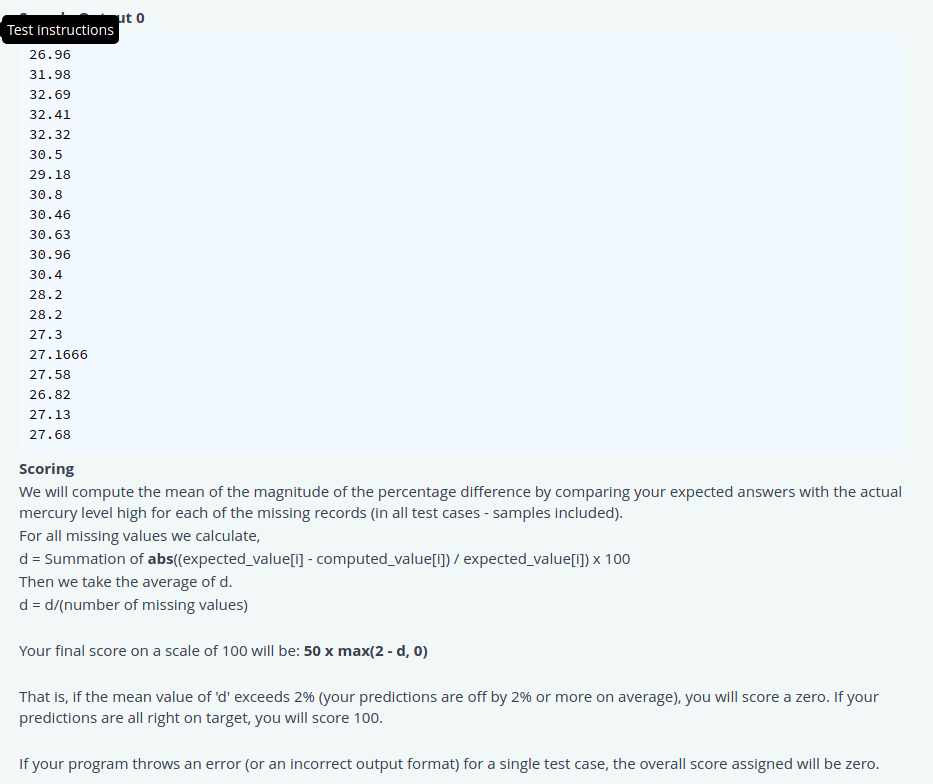 ut 0
Test instructions
26.96
31.98
32.69
32.41
32.32
30.5
29.18
30.8
30.46
30.63
30.96
30.4
28.2
28.2
27.3
27.1666
27.58
26.82
27.13
27.68
Scoring
We will compute the mean of the magnitude of the percentage difference by comparing your expected answers with the actual
mercury level high for each of the missing records (in all test cases - samples included).
For all missing values we calculate,
d = Summation of abs((expected_value[i] - computed_value[i]) / expected_value[i]) x 100
Then we take the average of d.
d = d/(number of missing values)
Your final score on a scale of 100 will be: 50 x max(2 - d, 0)
That is, if the mean value of 'd' exceeds 2% (your predictions are off by 2% or more on average), you will score a zero. If your
predictions are all right on target, you will score 100.
If your program throws an error (or an incorrect output format) for a single test case, the overall score assigned will be zero.